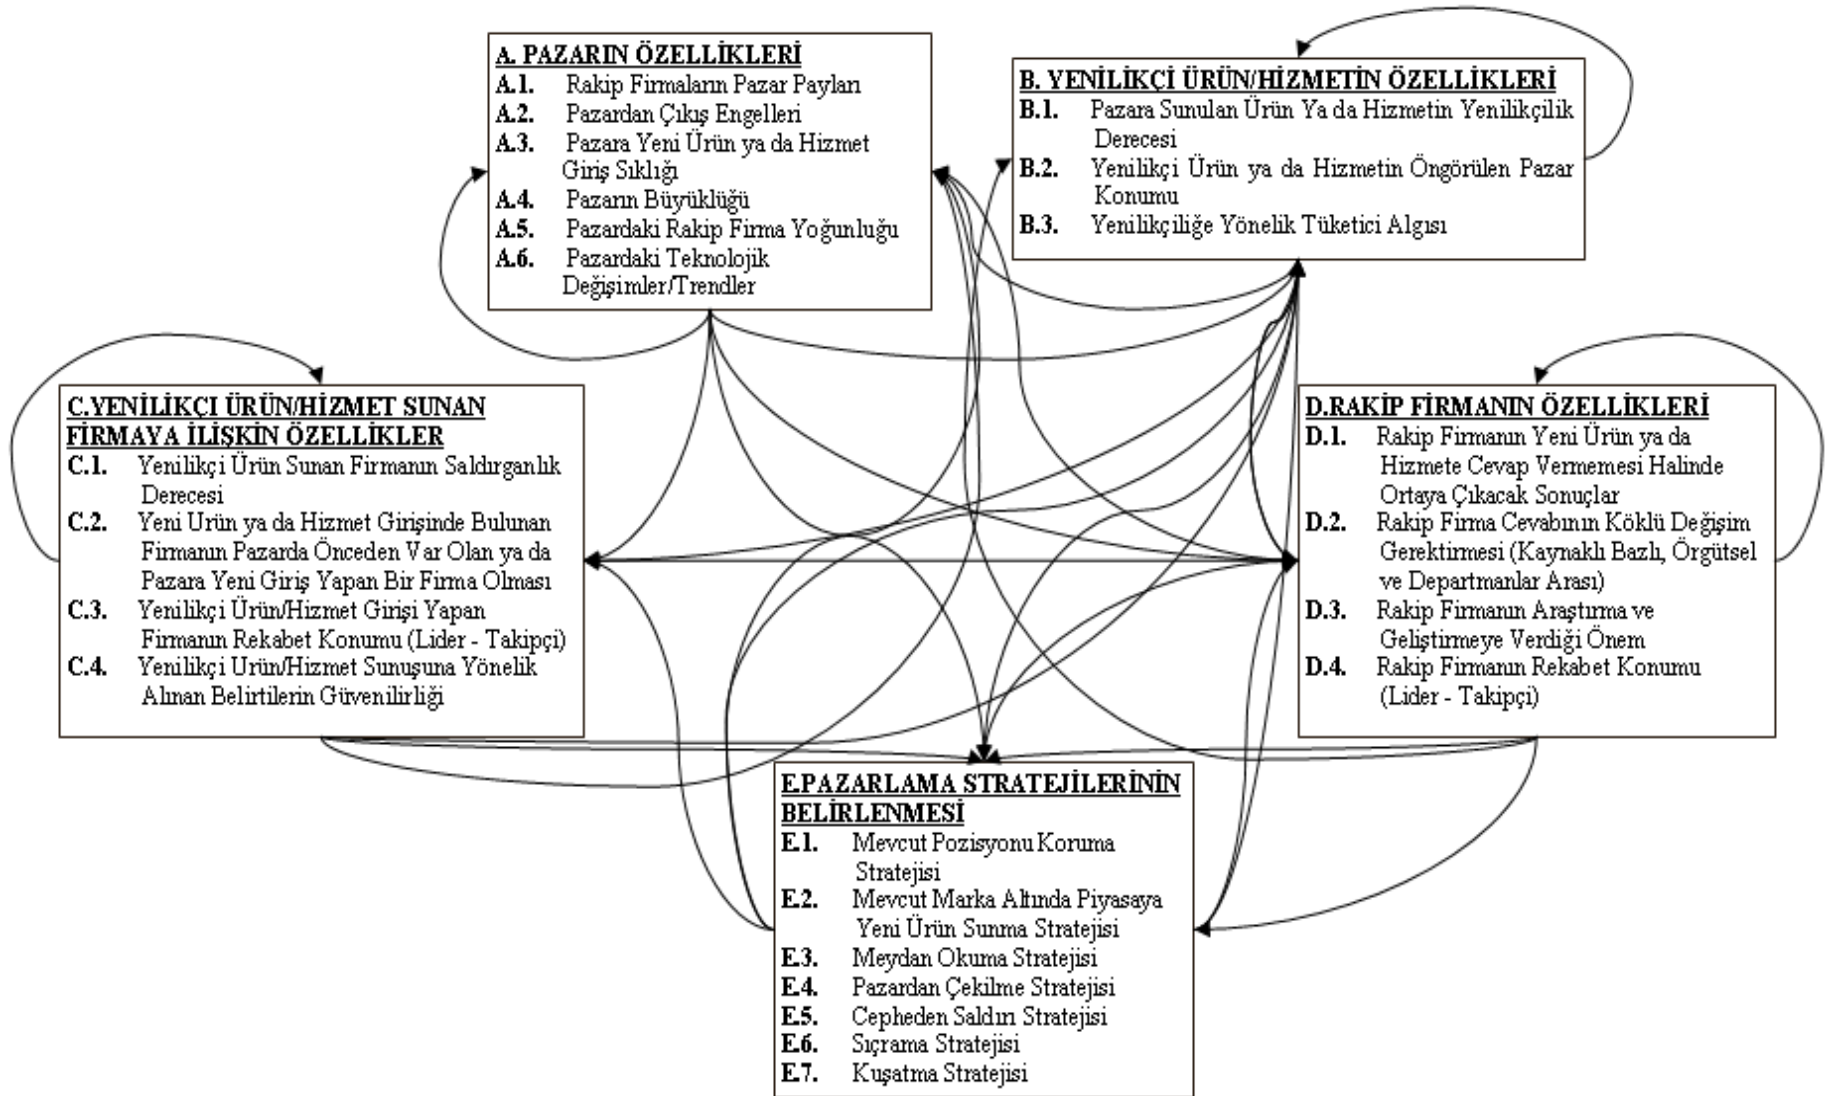 A. PAZARIN ÖZELLİKLERİ
A.1. Rakip Firmaların Pazar Payları
A.2. Pazardan Çıkış Engelleri
A.3. Pazara Yeni Ürün ya da Hizmet
Giriş Sıklığı
A.4. Pazarın Büyüklüğü
A.5. Pazardaki Rakip Firma Yoğunluğu
A.6. Pazardaki Teknolojik
Değişimler/Trendler
B. YENİLİKÇİ ÜRÜN/HİZMETİN ÖZELLİKLERİ
B.1. Pazara Sunulan Ürün Ya da Hizmetin Yenilikçilik
Derecesi
B.2. Yenilikçi Ürün ya da Hizmetin Öngörülen Pazar
Konumu
B.3. Yenilikçiliğe Yönelik Tüketici Algısı
C.YENİLİKÇI ÜRÜN/HİZMET SUNAN
FİRMAYA İLİŞKİN ÖZELLİKLER
C.1. Yenilikçi Ürün Sunan Firmanın Saldırganlık
Derecesi
C.2. Yeni Urün ya da Hizmet Girişinde Bulunan
Firmanın Pazarda Önceden Var Olan ya da
Pazara Yeni Giriş Yapan Bir Firma Olması
C.3. Yenilikçi Ürün/Hizmet Girişi Yapan
Firmanın Rekabet Konumu (Lider - Takipçi)
C.4. Yenilikçi Urün/Hizmet Sunuşuna Yönelik
Alınan Belirtilerin Güvenilirliği
D.RAKİP FİRMANIN ÖZELLİKLERİ
D.1. Rakip Firmanın Yeni Ürün ya da
Hizmete Cevap Vermemesi Halinde
Ortaya Çıkacak Sonuçlar
D.2. Rakip Firma Cevabının Köklü Değişim
Gerektirmesi (Kaynaklı Bazlı, Örgütsel
ve Departmanlar Arası)
D.3. Rakip Firmanın Araştırma ve
Geliştirmeye Verdiği Önem
D.4. Rakip Firmanın Rekabet Konumu
(Lider - Takipçi)
E.PAZARLAMA STRATEJİLERİNİN
BELİRLENMESİ
E.1. Mevcut Pozisyonu Koruma
Stratejisi
E.2. Mevcut Marka Altında Piyasaya
Yeni Ürün Sunma Stratejisi
E.3. Meydan Okuma Stratejisi
E.4. Pazardan Çekilme Stratejisi
E.5. Cepheden Saldırı Stratejisi
E.6. Sıçrama Stratejisi
E.7. Kuşatma Stratejisi